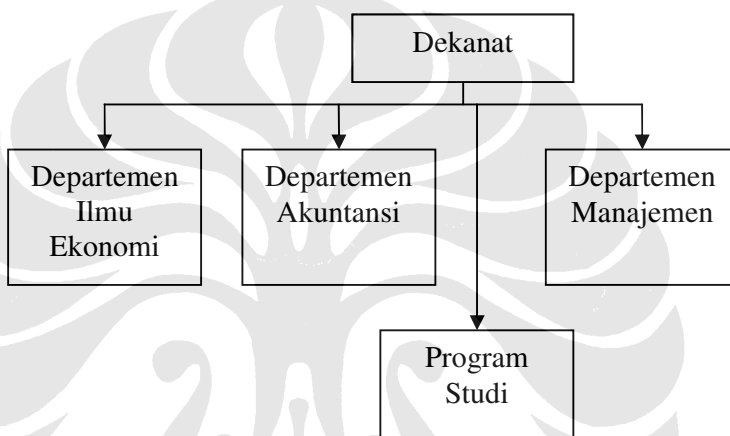 Dekanat
Departemen
Ilmu
Ekonomi
Departemen
Akuntansi
Departemen
Manajemen
Program
Studi